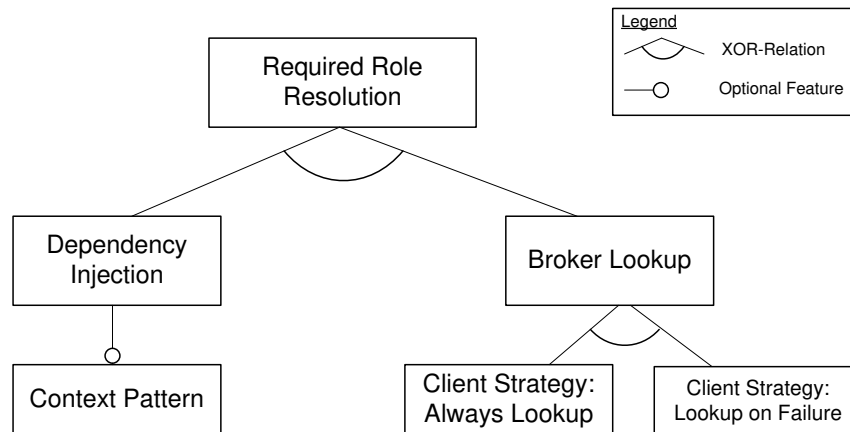 Legend
XOR-Relation
Optional Feature
Required Role
Resolution
Dependency
Injection
Broker Lookup
Context Pattern
Client Strategy:
Always Lookup
Client Strategy:
Lookup on Failure